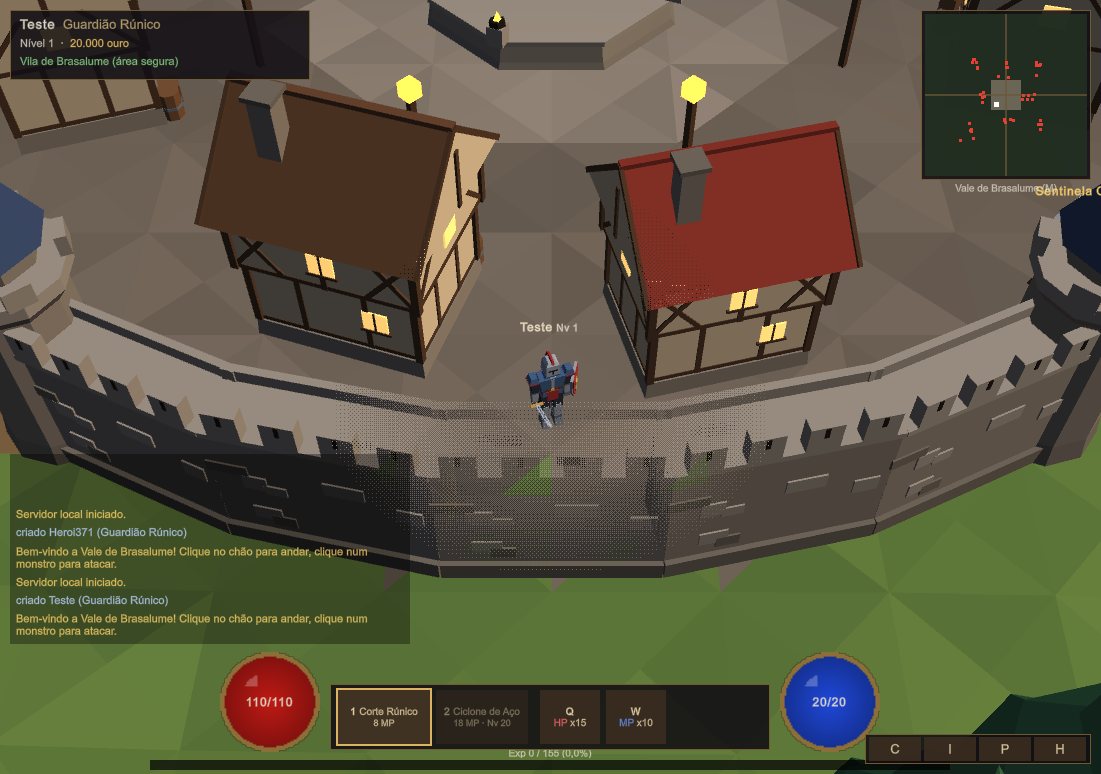 Teste Guardião Rúnico
Nível 1 · 20.000 ouro
Vila de Brasalume (área segura)
Vale de Brasalume (M)
Sentinela
Teste Nv 1
Servidor local iniciado.
criado Heroi371 (Guardião Rúnico)
Bem-vindo a Vale de Brasalume! Clique no chão para andar, clique num
monstro para atacar.
Servidor local iniciado.
criado Teste (Guardião Rúnico)
Bem-vindo a Vale de Brasalume! Clique no chão para andar, clique num
monstro para atacar.
110/110
1 Corte Rúnico
8 MP
2 Ciclone de Aço
18 MP · Nv 20
Q
HP x15
W
MP x10
20/20
Exp 0 / 155 (0,0%)
C I P H